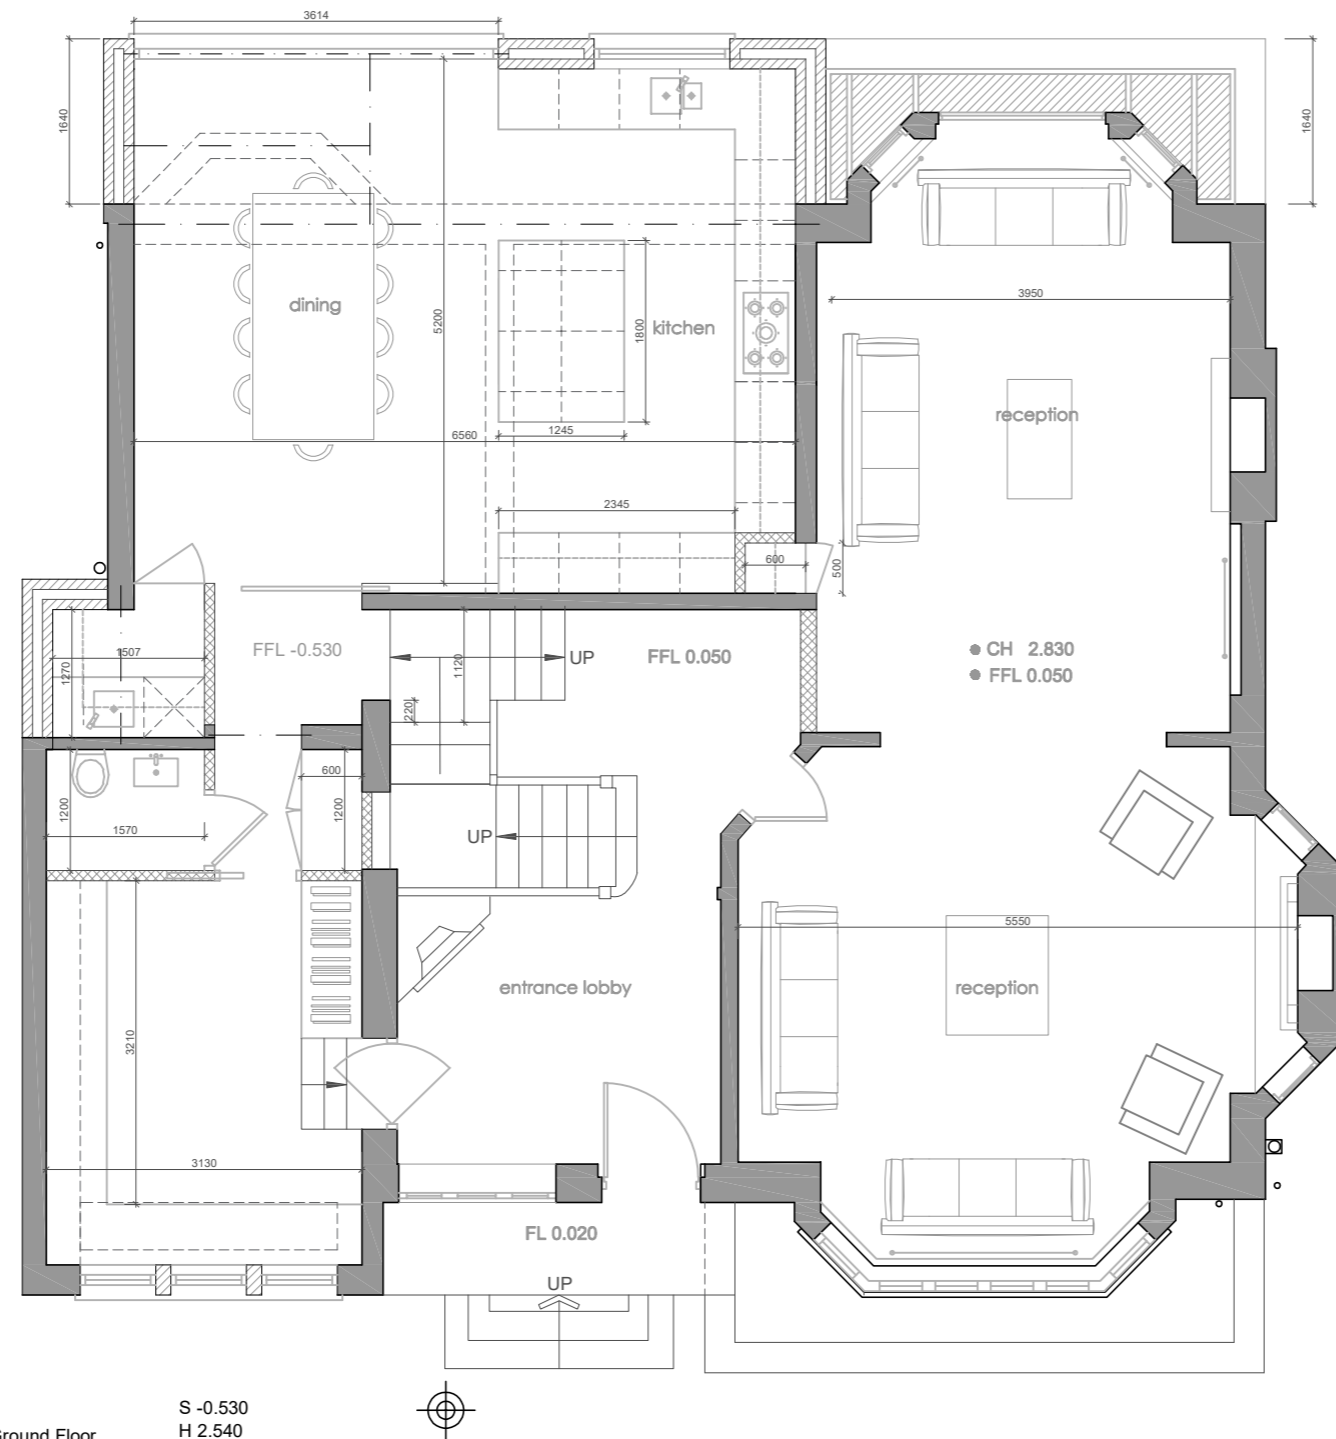 3614
1640
1640
dining
5200
1800
kitchen
3950
reception
6560
1245
2345
600
500
1507
1270
FFL -0.530
1120
UP
FFL 0.050
CH 2.830
FFL 0.050
220
600
1200
1200
1570
UP
5550
entrance lobby
reception
3210
3130
FL 0.020
UP
S -0.530
H 2.540
Ground Floor